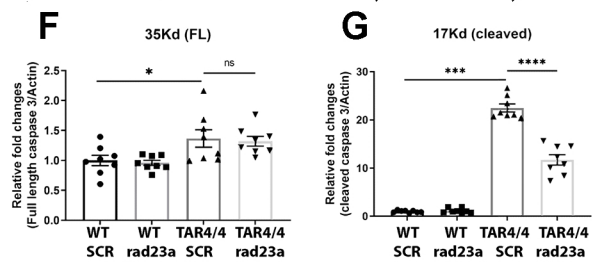 F
35Kd (FL)
Relative fold changes
(Full length caspase 3/Actin)
2.5
2.0
1.5
1.0
0.5
0.0
*
ns
WT
SCR
WT
rad23a
TAR4/4
SCR
TAR4/4
rad23a
G
17Kd (cleaved)
Relative fold changes
(cleaved caspase 3/Actin)
30
20
10
0
***
****
WT
SCR
WT
rad23a
TAR4/4
SCR
TAR4/4
rad23a